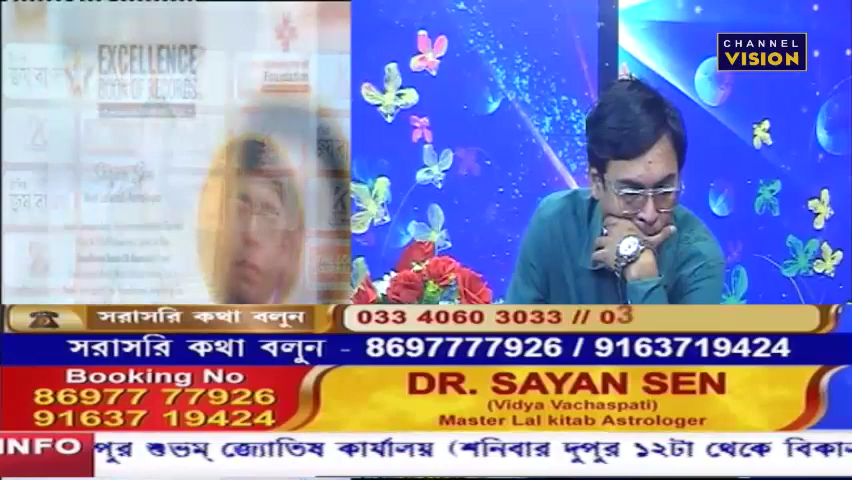 EXCELLENCE
BOOK OF RECORDS
Foundation
CHANNEL
VISION
সরাসরি কথা বলুন
033 4060 3033 // 03
সরাসরি কথা বলুন - 8697777926 / 9163719424
Booking No
86977 77926
91637 19424
DR. SAYAN SEN
(Vidya Vachaspati)
Master Lal kitab Astrologer
INFO
পুর শুভম্ জ্যোতিষ কার্যালয় (শনিবার দুপুর ১২টা থেকে বিকাল